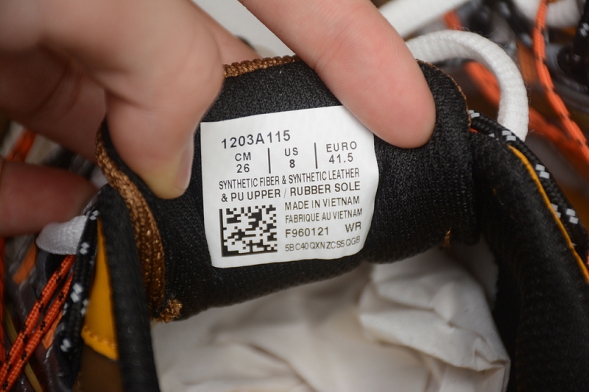 1203A115
CM US EURO
26 8 41.5
SYNTHETIC FIBER & SYNTHETIC LEATHER
& PU UPPER / RUBBER SOLE
MADE IN VIETNAM
FABRIQUE AU VIETNAM
F960121 WR
5BC40QXNZCS5QGB